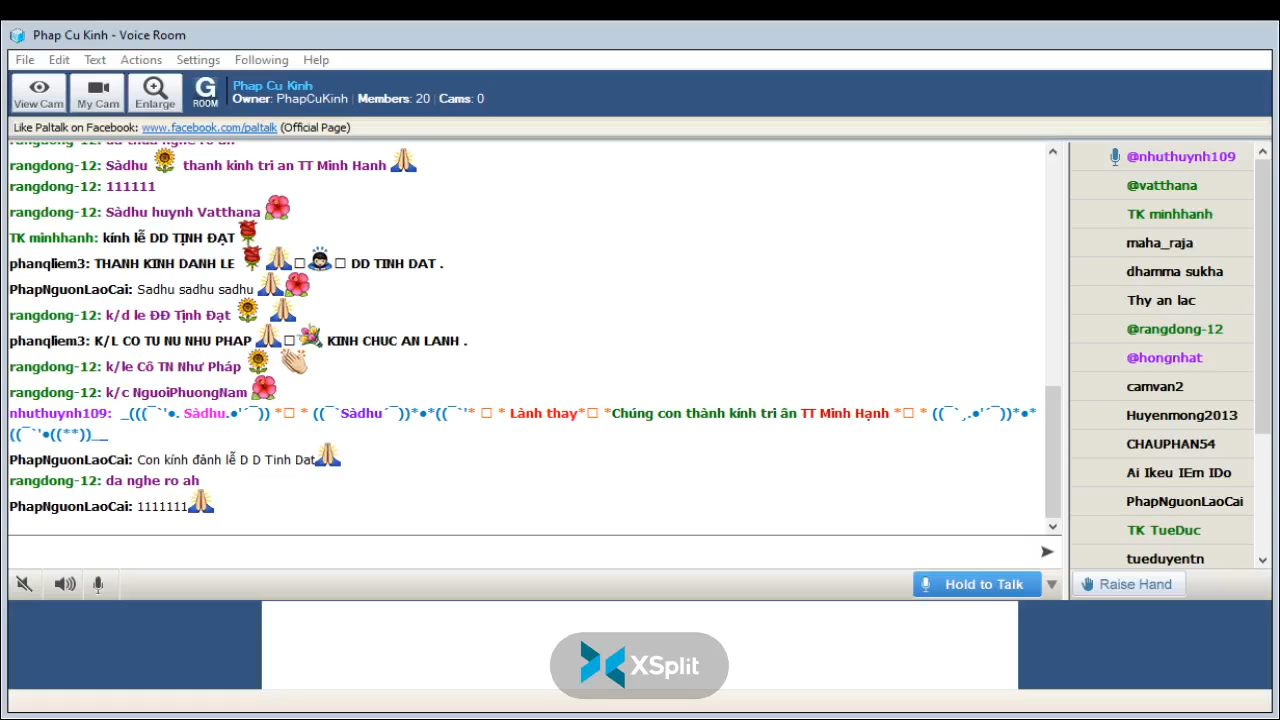 Phap Cu Kinh - Voice Room
File Edit Text Actions Settings Following Help
View Cam My Cam Enlarge G ROOM
Phap Cu Kinh
Owner: PhapCuKinh | Members: 20 | Cams: 0
Like Paltalk on Facebook: www.facebook.com/paltalk (Official Page)
rangdong-12: Sàdhu thanh kinh tri an TT Minh Hanh
rangdong-12: 111111
rangdong-12: Sàdhu huynh Vatthana
TK minhhanh: kính lễ DD TỊNH ĐẠT
phanqliem3: THANH KINH DANH LE DD TINH DAT .
PhapNguonLaoCai: Sadhu sadhu sadhu
rangdong-12: k/d le ĐĐ Tịnh Đạt
phanqliem3: K/L CO TU NU NHU PHAP KINH CHUC AN LANH .
rangdong-12: k/le Cô TN Như Pháp
rangdong-12: k/c NguoiPhuongNam
nhuthuynh109: _(((¯`'●. Sàdhu.●'´¯)) *□ * ((¯`Sàdhu´¯))*●*((¯`'* □ * Lành thay*□ *Chúng con thành kính tri ân TT Minh Hạnh *□ * ((¯`,.●'´¯))*●*
((¯`'●((**))__
PhapNguonLaoCai: Con kính đảnh lễ D D Tinh Dat
rangdong-12: da nghe ro ah
PhapNguonLaoCai: 1111111
Hold to Talk
@nhuthuynh109
@vatthana
TK minhhanh
maha_raja
dhamma sukha
Thy an lac
@rangdong-12
@hongnhat
camvan2
Huyenmong2013
CHAUPHAN54
Ai Ikeu IEm IDo
PhapNguonLaoCai
TK TueDuc
tueduyentn
Raise Hand
XSplit